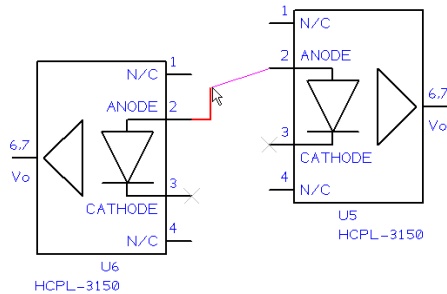 1
N/C
2
ANODE
3
CATHODE
4
N/C
6,7
Vo
U5
HCPL-3150
1
N/C
ANODE
2
6,7
Vo
3
CATHODE
4
N/C
U6
HCPL-3150